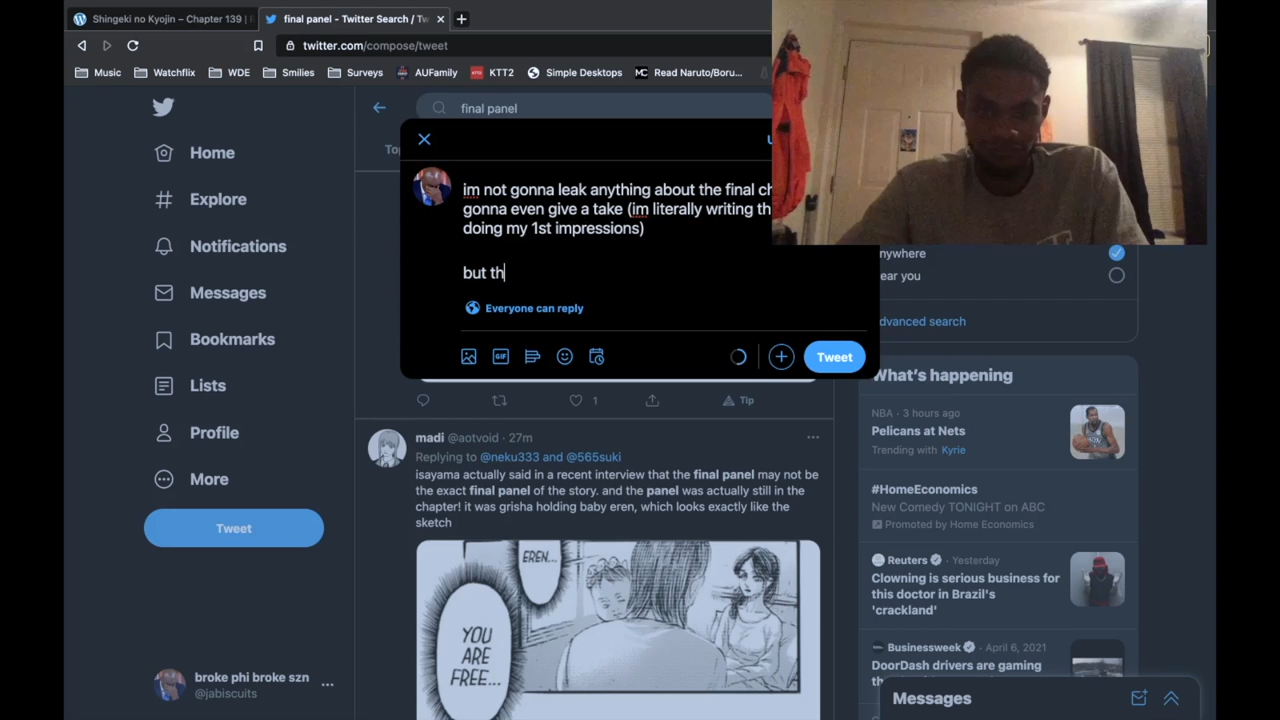 Shingeki no Kyojin – Chapter 139 |
final panel - Twitter Search / Tw
twitter.com/compose/tweet
Music
Watchflix
WDE
Smilies
Surveys
AUFamily
KTT2
Simple Desktops
Read Naruto/Boru...
final panel
Home
Explore
Notifications
Messages
Bookmarks
Lists
Profile
More
Tweet
broke phi broke szn
@jabiscuits
im not gonna leak anything about the final ch
gonna even give a take (im literally writing th
doing my 1st impressions)
but th
Everyone can reply
GIF
Tweet
1
Tip
madi @aotvoid · 27m
Replying to @neku333 and @565suki
isayama actually said in a recent interview that the final panel may not be
the exact final panel of the story. and the panel was actually still in the
chapter! it was grisha holding baby eren, which looks exactly like the
sketch
EREN...
YOU
ARE
FREE...
nywhere
ear you
dvanced search
What's happening
NBA · 3 hours ago
Pelicans at Nets
Trending with Kyrie
#HomeEconomics
New Comedy TONIGHT on ABC
Promoted by Home Economics
Reuters · Yesterday
Clowning is serious business for
this doctor in Brazil's
'crackland'
Businessweek · April 6, 2021
DoorDash drivers are gaming
Messages